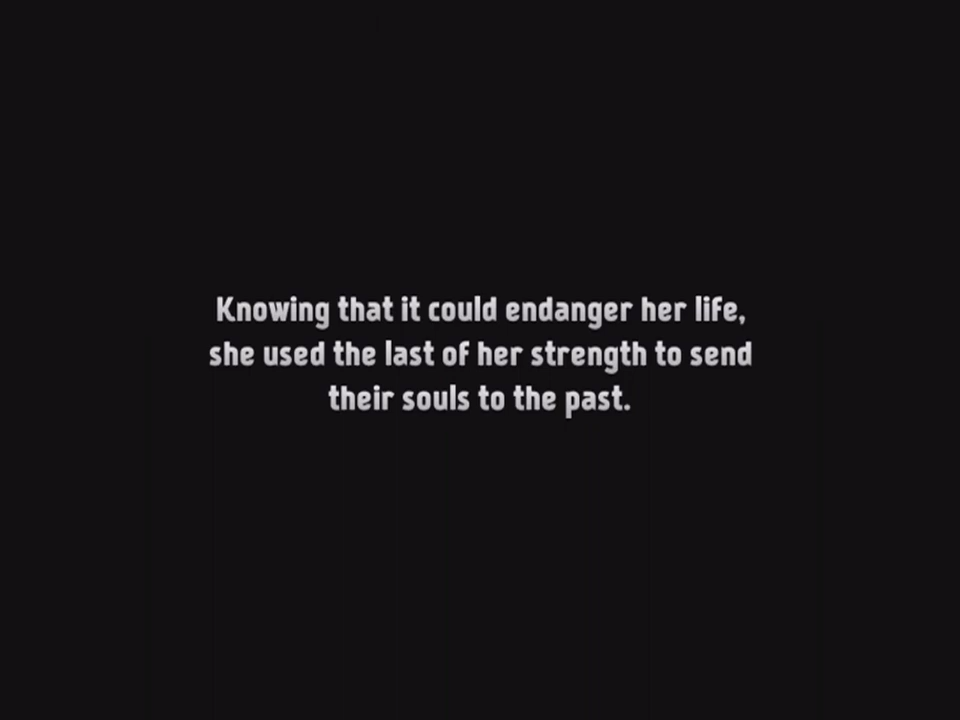 Knowing that it could endanger her life,
she used the last of her strength to send
their souls to the past.